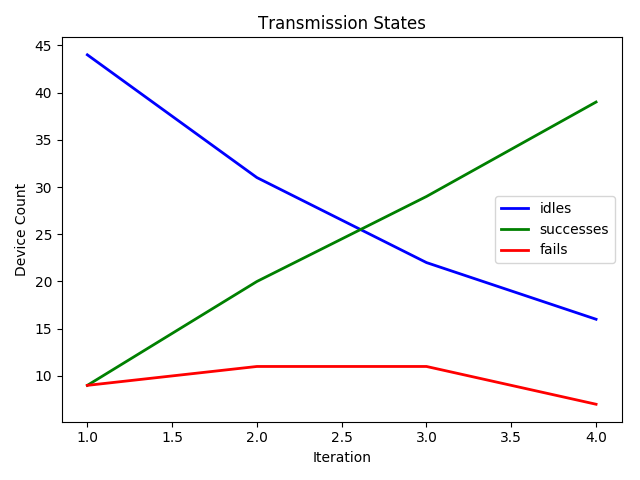 Transmission States
45
40
35
30
25
20
15
10
Device Count
idles
successes
fails
1.0 1.5 2.0 2.5 3.0 3.5 4.0
Iteration